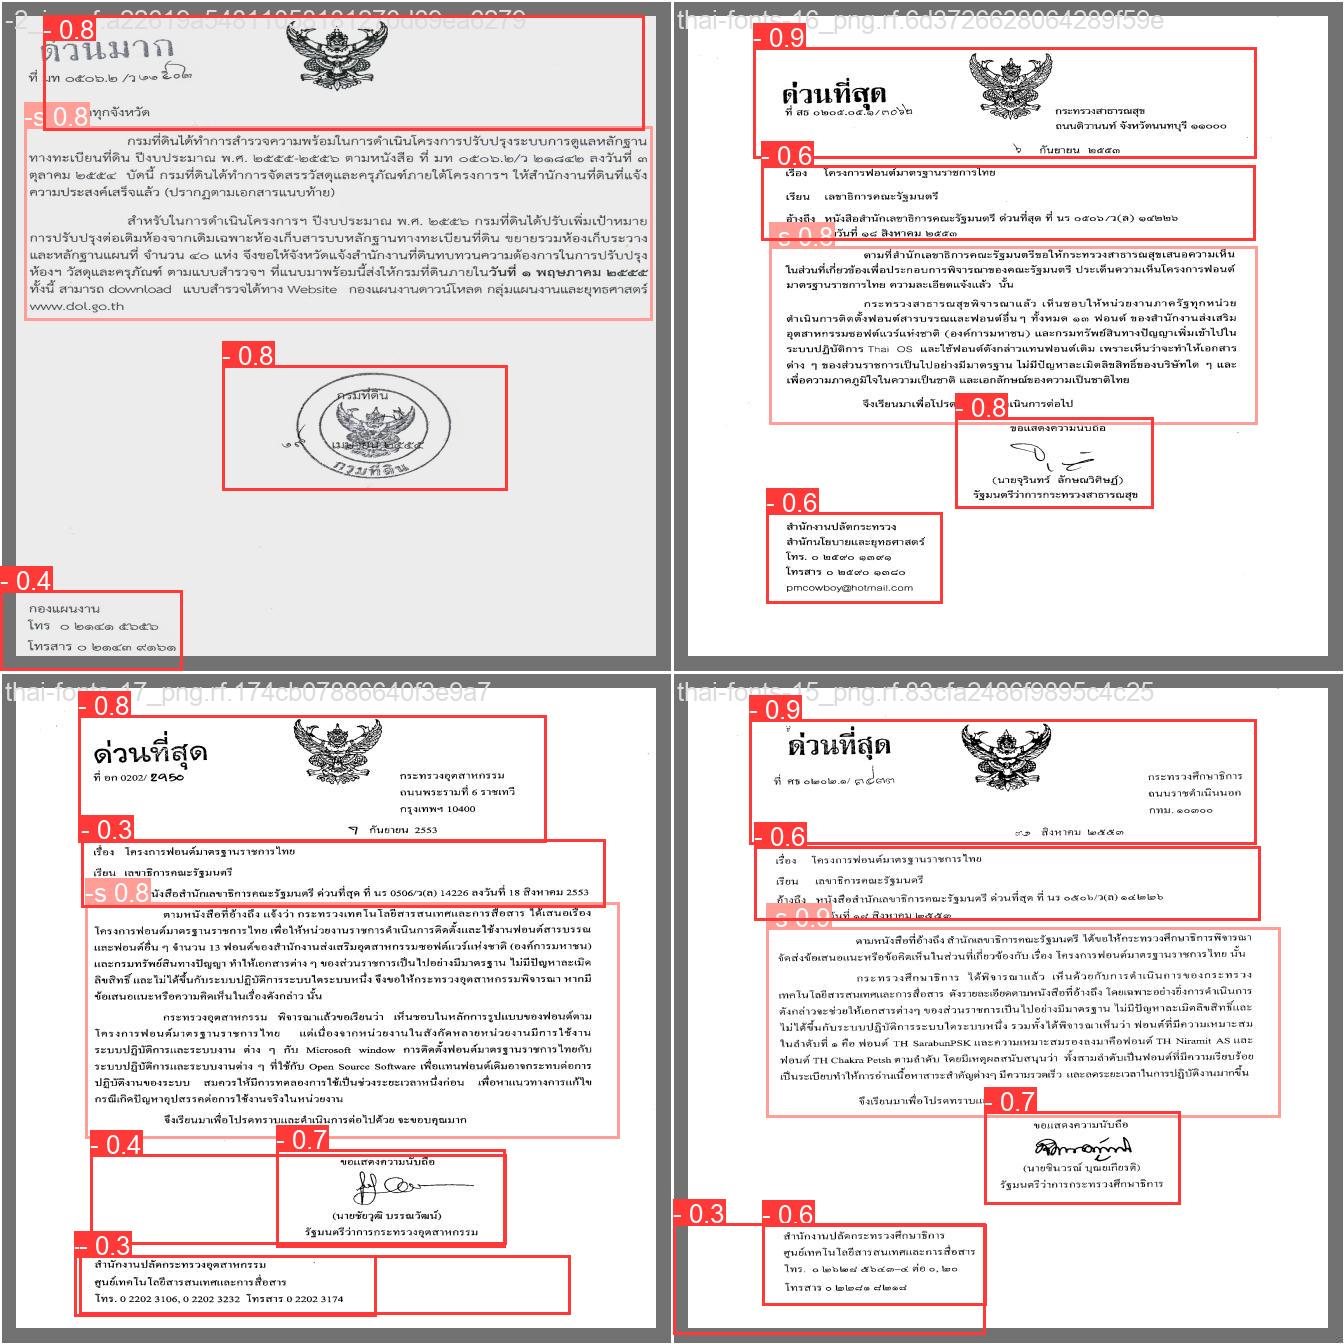 -2_
- 0.8
ด่วนมาก
ที่ มท ๐๕๐๖.๒ /ว
ทุกจังหวัด
-s 0.8
กรมที่ดินได้ทำการสำรวจความพร้อมในการดำเนินโครงการปรับปรุงระบบการดูแลหลักฐาน
ทางทะเบียนที่ดิน ปีงบประมาณ พ.ศ. ๒๕๕๕-๒๕๕๖ ตามหนังสือ ที่ มท ๐๕๐๖.๒/ว ๒๑๘๔๒ ลงวันที่ ๓
ตุลาคม ๒๕๕๔ บัดนี้ กรมที่ดินได้ทำการจัดสรรวัสดุและครุภัณฑ์ภายใต้โครงการฯ ให้สำนักงานที่ดินที่แจ้ง
ความประสงค์เสร็จแล้ว (ปรากฏตามเอกสารแนบท้าย)
สำหรับในการดำเนินโครงการฯ ปีงบประมาณ พ.ศ. ๒๕๕๖ กรมที่ดินได้ปรับเพิ่มเป้าหมาย
การปรับปรุงต่อเติมห้องจากเดิมเฉพาะห้องเก็บสารบบหลักฐานทางทะเบียนที่ดิน ขยายรวมห้องเก็บระวาง
และหลักฐานแผนที่ จำนวน ๔๐ แห่ง จึงขอให้จังหวัดแจ้งสำนักงานที่ดินทบทวนความต้องการในการปรับปรุง
ห้องฯ วัสดุและครุภัณฑ์ ตามแบบสำรวจฯ ที่แนบมาพร้อมนี้ส่งให้กรมที่ดินภายในวันที่ ๑ พฤษภาคม ๒๕๕๕
ทั้งนี้ สามารถ download แบบสำรวจได้ทาง Website กองแผนงานดาวน์โหลด กลุ่มแผนงานและยุทธศาสตร์
www.dol.go.th
- 0.8
กรมที่ดิน
เมษายน ๒๕๕๕
กรมที่ดิน
- 0.4
กองแผนงาน
โทร ๐ ๒๑๔๑ ๕๖๕๖
โทรสาร ๐ ๒๑๔๓ ๙๑๖๑
thai-fonts-16_png.rf.6d3726628064289f59e
- 0.9
ด่วนที่สุด
ที่ สธ ๐๒๐๕.๐๕.๑/๓๐๖๒
กระทรวงสาธารณสุข
ถนนติวานนท์ จังหวัดนนทบุรี ๑๑๐๐๐
๖ กันยายน ๒๕๕๓
- 0.6
เรื่อง โครงการฟอนต์มาตรฐานราชการไทย
เรียน เลขาธิการคณะรัฐมนตรี
อ้างถึง หนังสือสำนักเลขาธิการคณะรัฐมนตรี ด่วนที่สุด ที่ นร ๐๕๐๖/ว(ล) ๑๔๒๒๖
วันที่ ๑๘ สิงหาคม ๒๕๕๓
-s 0.8
ตามที่สำนักเลขาธิการคณะรัฐมนตรีขอให้กระทรวงสาธารณสุขเสนอความเห็น
ในส่วนที่เกี่ยวข้องเพื่อประกอบการพิจารณาของคณะรัฐมนตรี ประเด็นความเห็นโครงการฟอนต์
มาตรฐานราชการไทย ความละเอียดแจ้งแล้ว นั้น
กระทรวงสาธารณสุขพิจารณาแล้ว เห็นชอบให้หน่วยงานภาครัฐทุกหน่วย
ดำเนินการติดตั้งฟอนต์สารบรรณและฟอนต์อื่น ๆ ทั้งหมด ๑๓ ฟอนต์ ของสำนักงานส่งเสริม
อุตสาหกรรมซอฟต์แวร์แห่งชาติ (องค์การมหาชน) และกรมทรัพย์สินทางปัญญาเพิ่มเข้าไปใน
ระบบปฏิบัติการ Thai OS และใช้ฟอนต์ดังกล่าวแทนฟอนต์เดิม เพราะเห็นว่าจะทำให้เอกสาร
ต่าง ๆ ของส่วนราชการเป็นไปอย่างมีมาตรฐาน ไม่มีปัญหาละเมิดลิขสิทธิ์ของบริษัทใด ๆ และ
เพื่อความภาคภูมิใจในความเป็นชาติ และเอกลักษณ์ของความเป็นชาติไทย
จึงเรียนมาเพื่อโปรด เนินการต่อไป
- 0.8
ขอแสดงความนับถือ
(นายจุรินทร์ ลักษณวิศิษฏ์)
รัฐมนตรีว่าการกระทรวงสาธารณสุข
- 0.6
สำนักงานปลัดกระทรวง
สำนักนโยบายและยุทธศาสตร์
โทร. ๐ ๒๕๙๐ ๑๓๙๑
โทรสาร ๐ ๒๕๙๐ ๑๓๘๐
pmcowboy@hotmail.com
thai-fonts-17_png.rf.174cb07886640f3e9a7
- 0.8
ด่วนที่สุด
ที่ อก 0202/ 2950
กระทรวงอุตสาหกรรม
ถนนพระรามที่ 6 ราชเทวี
กรุงเทพฯ 10400
กันยายน 2553
- 0.3
เรื่อง โครงการฟอนต์มาตรฐานราชการไทย
เรียน เลขาธิการคณะรัฐมนตรี
นังสือสำนักเลขาธิการคณะรัฐมนตรี ด่วนที่สุด ที่ นร 0506/ว(ล) 14226 ลงวันที่ 18 สิงหาคม 2553
-s 0.8
ตามหนังสือที่อ้างถึง แจ้งว่า กระทรวงเทคโนโลยีสารสนเทศและการสื่อสาร ได้เสนอเรื่อง
โครงการฟอนต์มาตรฐานราชการไทย เพื่อให้หน่วยงานราชการดำเนินการติดตั้งและใช้งานฟอนต์สารบรรณ
และฟอนต์อื่น ๆ จำนวน 13 ฟอนต์ของสำนักงานส่งเสริมอุตสาหกรรมซอฟต์แวร์แห่งชาติ (องค์การมหาชน)
และกรมทรัพย์สินทางปัญญา ทำให้เอกสารต่าง ๆ ของส่วนราชการเป็นไปอย่างมีมาตรฐาน ไม่มีปัญหาละเมิด
ลิขสิทธิ์ และไม่ได้ขึ้นกับระบบปฏิบัติการระบบใดระบบหนึ่ง จึงขอให้กระทรวงอุตสาหกรรมพิจารณา หากมี
ข้อเสนอแนะหรือความคิดเห็นในเรื่องดังกล่าว นั้น
กระทรวงอุตสาหกรรม พิจารณาแล้วขอเรียนว่า เห็นชอบในหลักการรูปแบบของฟอนต์ตาม
โครงการฟอนต์มาตรฐานราชการไทย แต่เนื่องจากหน่วยงานในสังกัดหลายหน่วยงานมีการใช้งาน
ระบบปฏิบัติการและระบบงาน ต่าง ๆ กับ Microsoft window การติดตั้งฟอนต์มาตรฐานราชการไทยกับ
ระบบปฏิบัติการและระบบงานต่าง ๆ ที่ใช้กับ Open Source Software เพื่อแทนฟอนต์เดิมอาจกระทบต่อการ
ปฏิบัติงานของระบบ สมควรให้มีการทดลองการใช้เป็นช่วงระยะเวลาหนึ่งก่อน เพื่อหาแนวทางการแก้ไข
กรณีเกิดปัญหาอุปสรรคต่อการใช้งานจริงในหน่วยงาน
จึงเรียนมาเพื่อโปรดทราบและดำเนินการต่อไปด้วย จะขอบคุณมาก
- 0.4
- 0.7
ขอแสดงความนับถือ
(นายชัยวุฒิ บรรณวัฒน์)
รัฐมนตรีว่าการกระทรวงอุตสาหกรรม
- 0.3
สำนักงานปลัดกระทรวงอุตสาหกรรม
ศูนย์เทคโนโลยีสารสนเทศและการสื่อสาร
โทร. 0 2202 3106, 0 2202 3232 โทรสาร 0 2202 3174
thai-fonts-15_png.rf.83cfa2486f9895c4c25
- 0.9
ด่วนที่สุด
ที่ ศธ ๐๒๐๒.๑/
กระทรวงศึกษาธิการ
ถนนราชดำเนินนอก
กทม. ๑๐๓๐๐
สิงหาคม ๒๕๕๓
- 0.6
เรื่อง โครงการฟอนต์มาตรฐานราชการไทย
เรียน เลขาธิการคณะรัฐมนตรี
อ้างถึง หนังสือสำนักเลขาธิการคณะรัฐมนตรี ด่วนที่สุด ที่ นร ๐๕๐๖/ว(ล) ๑๔๒๒๖
วันที่ ๑๙ สิงหาคม ๒๕๕๓
-s 0.9
ตามหนังสือที่อ้างถึง สำนักเลขาธิการคณะรัฐมนตรี ได้ขอให้กระทรวงศึกษาธิการพิจารณา
จัดส่งข้อเสนอแนะหรือข้อคิดเห็นในส่วนที่เกี่ยวข้องกับ เรื่อง โครงการฟอนต์มาตรฐานราชการไทย นั้น
กระทรวงศึกษาธิการ ได้พิจารณาแล้ว เห็นด้วยกับการดำเนินการของกระทรวง
เทคโนโลยีสารสนเทศและการสื่อสาร ดังรายละเอียดตามหนังสือที่อ้างถึง โดยเฉพาะอย่างยิ่งการดำเนินการ
ดังกล่าวจะช่วยให้เอกสารต่างๆ ของส่วนราชการเป็นไปอย่างมีมาตรฐาน ไม่มีปัญหาละเมิดลิขสิทธิ์และ
ไม่ได้ขึ้นกับระบบปฏิบัติการระบบใดระบบหนึ่ง รวมทั้งได้พิจารณาเห็นว่า ฟอนต์ที่มีความเหมาะสม
ในลำดับที่ ๑ คือ ฟอนต์ TH SarabunPSK และความเหมาะสมรองลงมาคือฟอนต์ TH Niramit AS และ
ฟอนต์ TH Chakra Petsh ตามลำดับ โดยมีเหตุผลสนับสนุนว่า ทั้งสามลำดับเป็นฟอนต์ที่มีความเรียบร้อย
เป็นระเบียบทำให้การอ่านเนื้อหาสาระสำคัญต่างๆ มีความรวดเร็ว และลดระยะเวลาในการปฏิบัติงานมากขึ้น
จึงเรียนมาเพื่อโปรดทราบแ
- 0.7
ขอแสดงความนับถือ
(นายชินวรณ์ บุณยเกียรติ)
รัฐมนตรีว่าการกระทรวงศึกษาธิการ
- 0.3
- 0.6
สำนักงานปลัดกระทรวงศึกษาธิการ
ศูนย์เทคโนโลยีสารสนเทศและการสื่อสาร
โทร. ๐ ๒๖๒๘ ๕๖๔๓-๔ ต่อ ๐, ๒๐
โทรสาร ๐ ๒๒๘๑ ๘๒๑๘